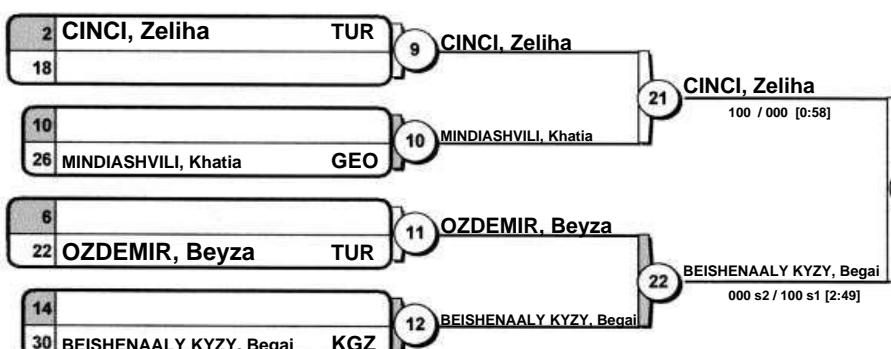 2 CINCI, Zeliha TUR
18
9
CINCI, Zeliha
21
CINCI, Zeliha
100 / 000 [0:58]
10
26 MINDIASHVILI, Khatia GEO
10
MINDIASHVILI, Khatia
6
22 OZDEMIR, Beyza TUR
11
OZDEMIR, Beyza
22
BEISHENAALY KYZY, Begai
000 s2 / 100 s1 [2:49]
14
30 BEISHENAALY KYZY, Begai KGZ
12
BEISHENAALY KYZY, Begai